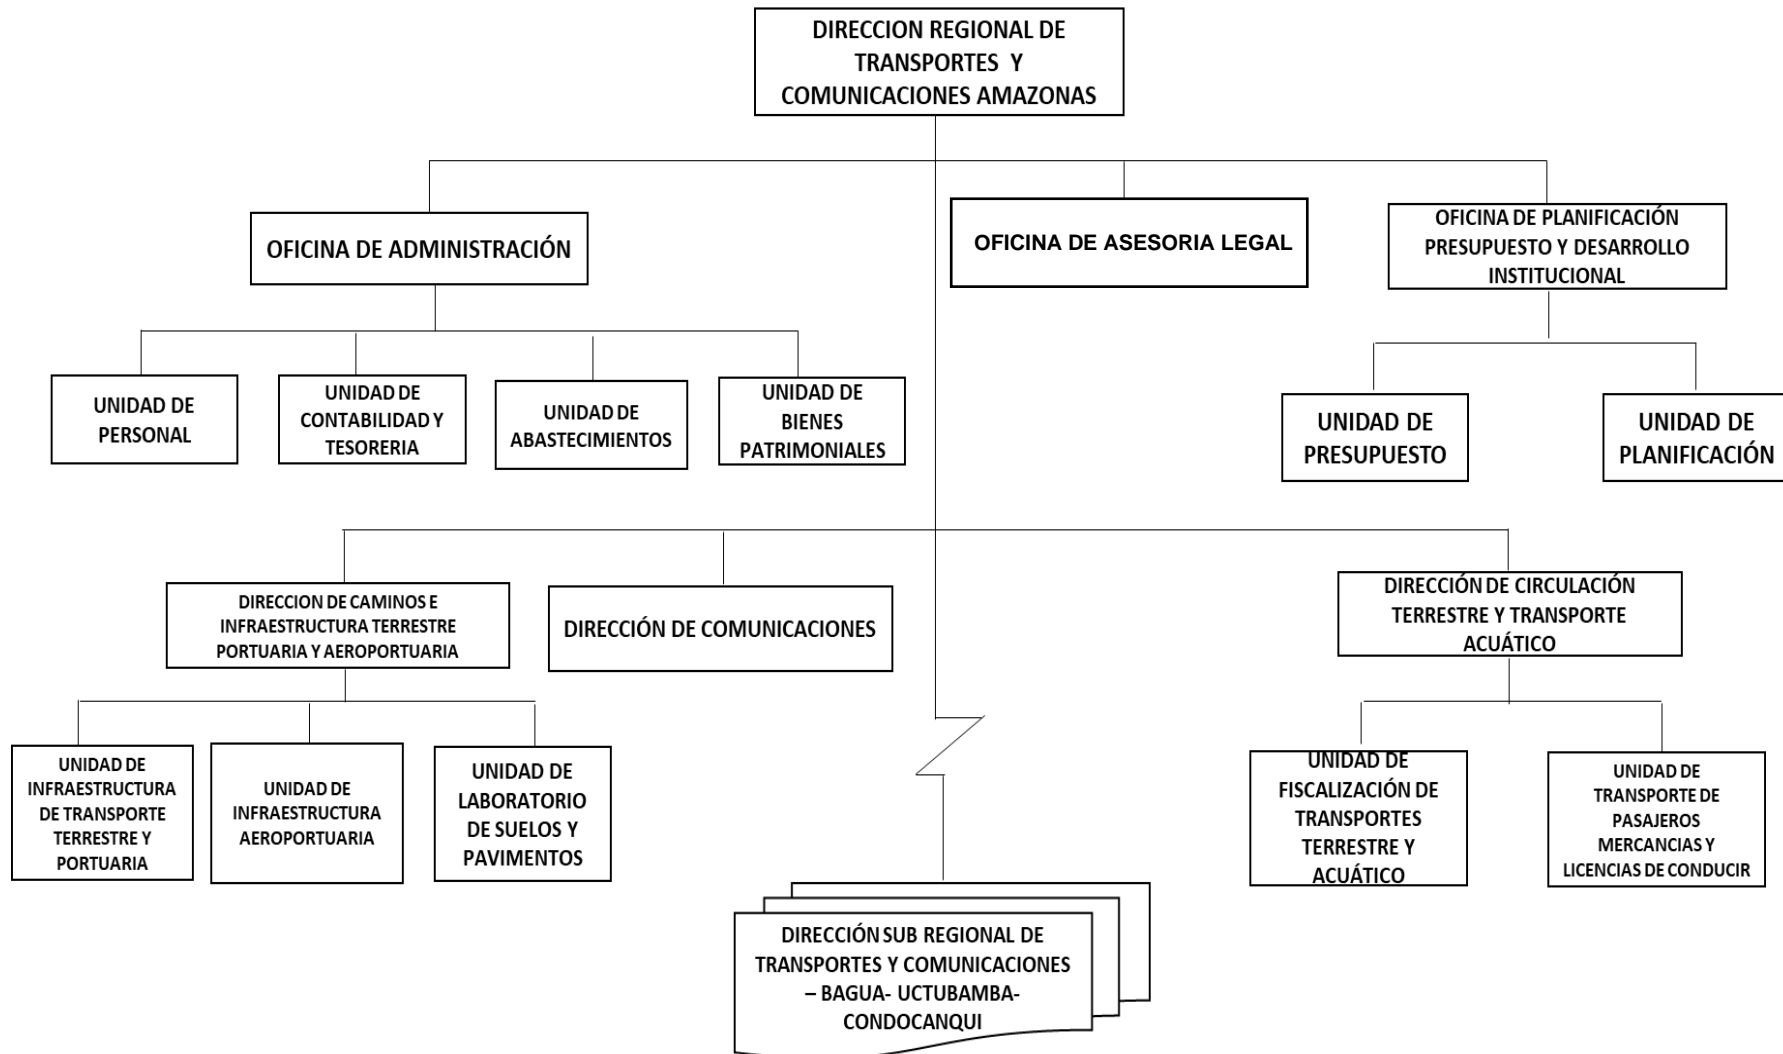 DIRECCION REGIONAL DE
TRANSPORTES Y
COMUNICACIONES AMAZONAS
OFICINA DE ADMINISTRACIÓN
OFICINA DE ASESORIA LEGAL
OFICINA DE PLANIFICACIÓN
PRESUPUESTO Y DESARROLLO
INSTITUCIONAL
UNIDAD DE
PERSONAL
UNIDAD DE
CONTABILIDAD Y
TESORERIA
UNIDAD DE
ABASTECIMIENTOS
UNIDAD DE
BIENES
PATRIMONIALES
UNIDAD DE
PRESUPUESTO
UNIDAD DE
PLANIFICACIÓN
DIRECCION DE CAMINOS E
INFRAESTRUCTURA TERRESTRE
PORTUARIA Y AEROPORTUARIA
DIRECCIÓN DE COMUNICACIONES
DIRECCIÓN DE CIRCULACIÓN
TERRESTRE Y TRANSPORTE
ACUÁTICO
UNIDAD DE
INFRAESTRUCTURA
DE TRANSPORTE
TERRESTRE Y
PORTUARIA
UNIDAD DE
INFRAESTRUCTURA
AEROPORTUARIA
UNIDAD DE
LABORATORIO
DE SUELOS Y
PAVIMENTOS
UNIDAD DE
FISCALIZACIÓN DE
TRANSPORTES
TERRESTRE Y
ACUÁTICO
UNIDAD DE
TRANSPORTE DE
PASAJEROS
MERCANCIAS Y
LICENCIAS DE CONDUCIR
DIRECCIÓN SUB REGIONAL DE
TRANSPORTES Y COMUNICACIONES
– BAGUA- UCTUBAMBA-
CONDOCANQUI